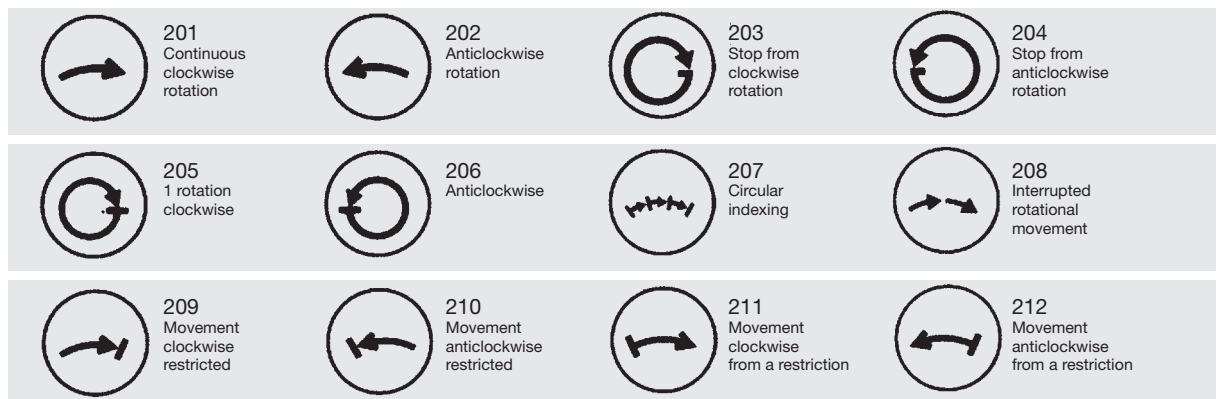 201
Continuous
clockwise
rotation
202
Anticlockwise
rotation
203
Stop from
clockwise
rotation
204
Stop from
anticlockwise
rotation
205
1 rotation
clockwise
206
Anticlockwise
207
Circular
indexing
208
Interrupted
rotational
movement
209
Movement
clockwise
restricted
210
Movement
anticlockwise
restricted
211
Movement
clockwise
from a restriction
212
Movement
anticlockwise
from a restriction